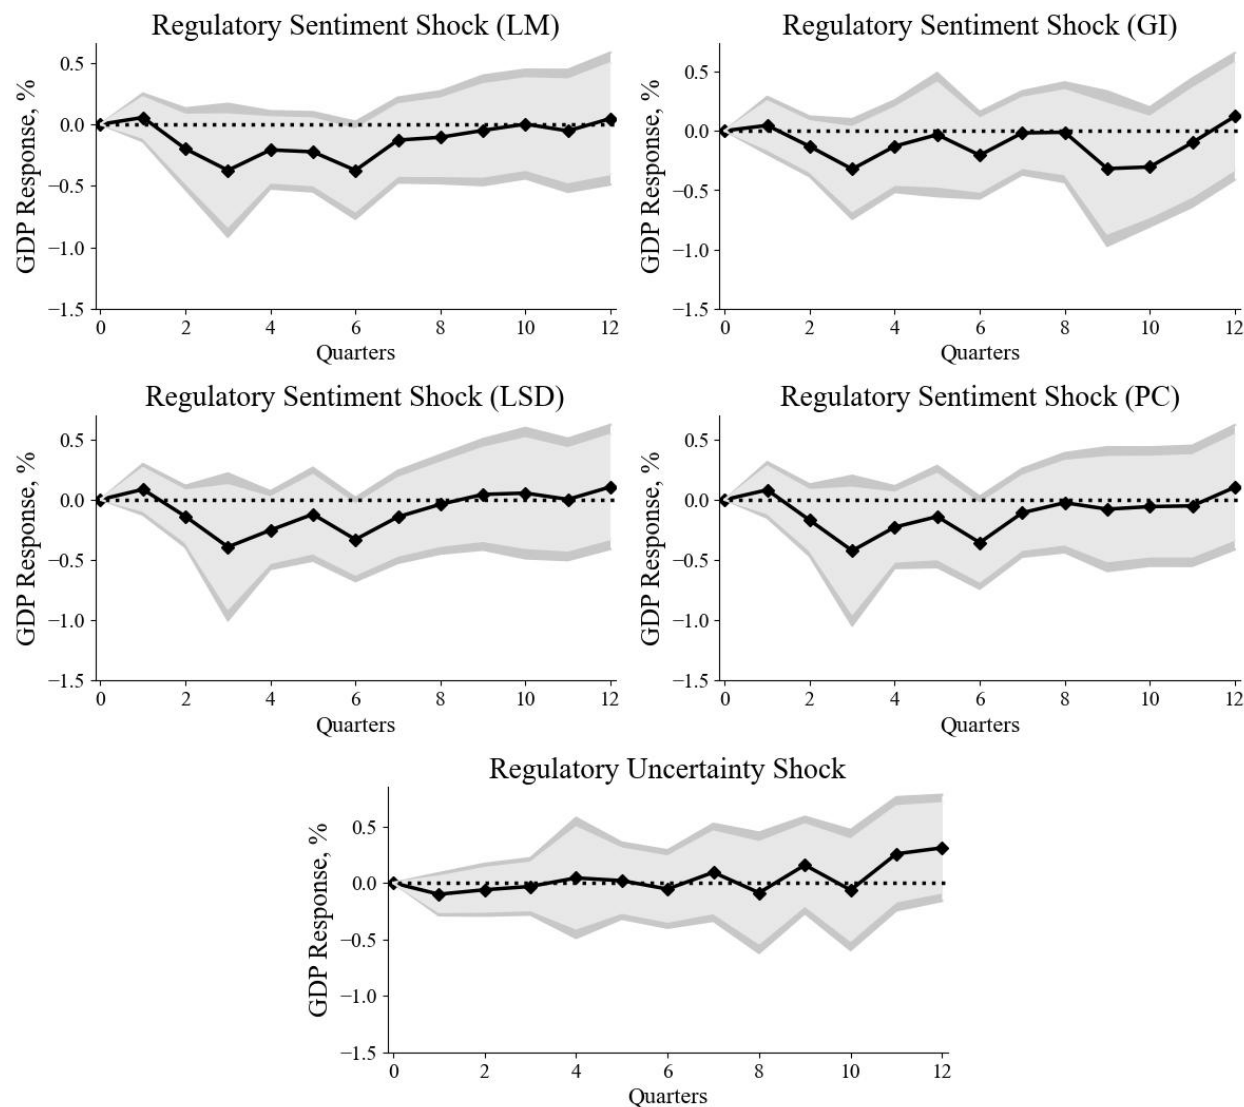 Regulatory Sentiment Shock (LM)
GDP Response, %
0.5
0.0
−0.5
−1.0
−1.5
0 2 4 6 8 10 12
Quarters
Regulatory Sentiment Shock (GI)
GDP Response, %
0.5
0.0
−0.5
−1.0
−1.5
0 2 4 6 8 10 12
Quarters
Regulatory Sentiment Shock (LSD)
GDP Response, %
0.5
0.0
−0.5
−1.0
−1.5
0 2 4 6 8 10 12
Quarters
Regulatory Sentiment Shock (PC)
GDP Response, %
0.5
0.0
−0.5
−1.0
−1.5
0 2 4 6 8 10 12
Quarters
Regulatory Uncertainty Shock
GDP Response, %
0.5
0.0
−0.5
−1.0
−1.5
0 2 4 6 8 10 12
Quarters